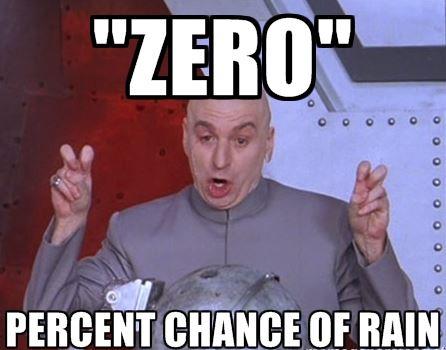 "ZERO"
PERCENT CHANCE OF RAIN